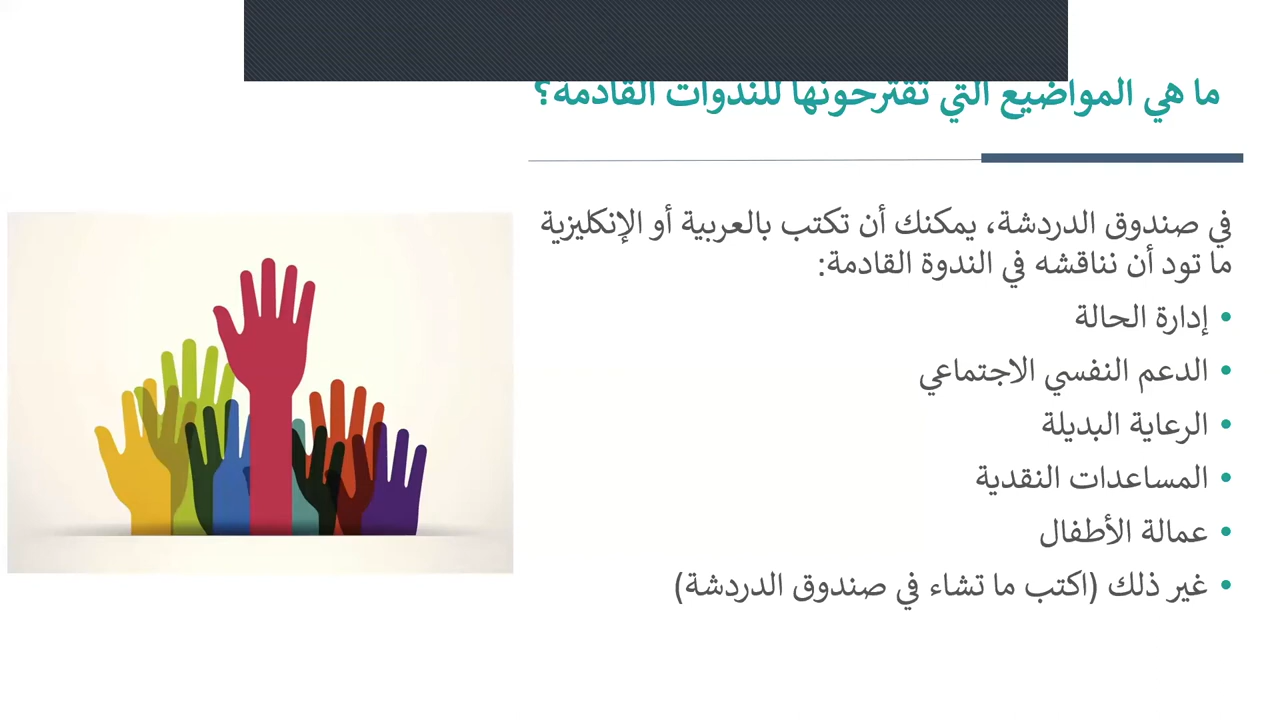 ما هي المواضيع التي تقترحونها للندوات القادمة؟
في صندوق الدردشة، يمكنك أن تكتب بالعربية أو الإنكليزية
ما تود أن نناقشه في الندوة القادمة:
• إدارة الحالة
• الدعم النفسي الاجتماعي
• الرعاية البديلة
• المساعدات النقدية
• عمالة الأطفال
• غير ذلك (اكتب ما تشاء في صندوق الدردشة)